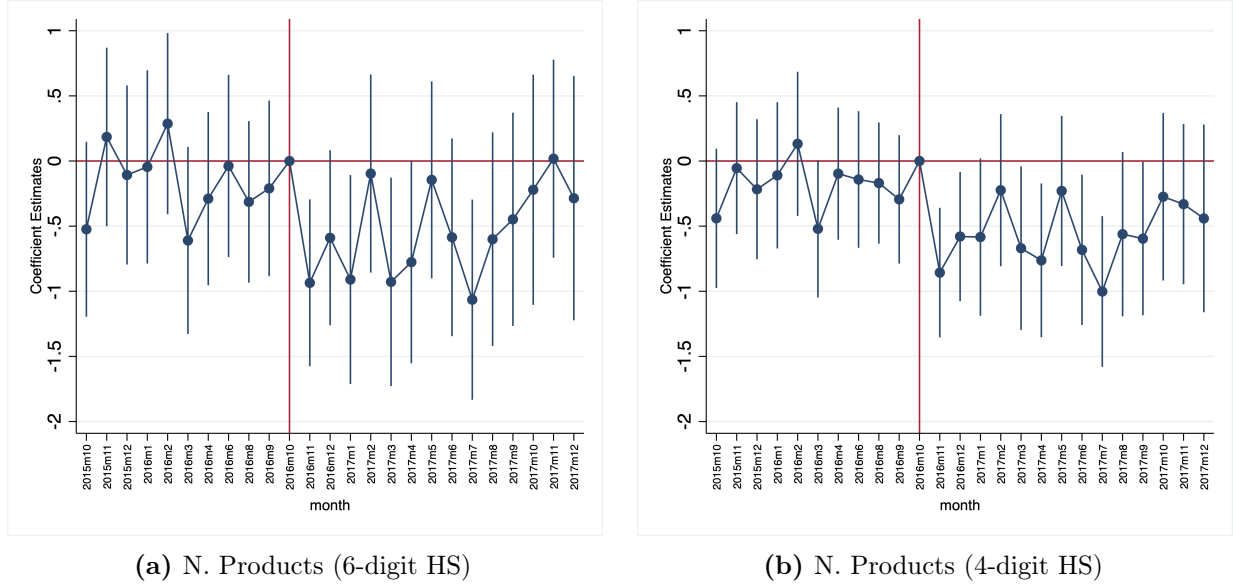 1
.5
0
-.5
-1
-1.5
-2
Coefficient Estimates
2015m10
2015m11
2015m12
2016m1
2016m2
2016m3
2016m4
2016m6
2016m8
2016m9
2016m10
2016m11
2016m12
2017m1
2017m2
2017m3
2017m4
2017m5
2017m6
2017m7
2017m8
2017m9
2017m10
2017m11
2017m12
month
(a) N. Products (6-digit HS)
1
.5
0
-.5
-1
-1.5
-2
Coefficient Estimates
2015m10
2015m11
2015m12
2016m1
2016m2
2016m3
2016m4
2016m6
2016m8
2016m9
2016m10
2016m11
2016m12
2017m1
2017m2
2017m3
2017m4
2017m5
2017m6
2017m7
2017m8
2017m9
2017m10
2017m11
2017m12
month
(b) N. Products (4-digit HS)